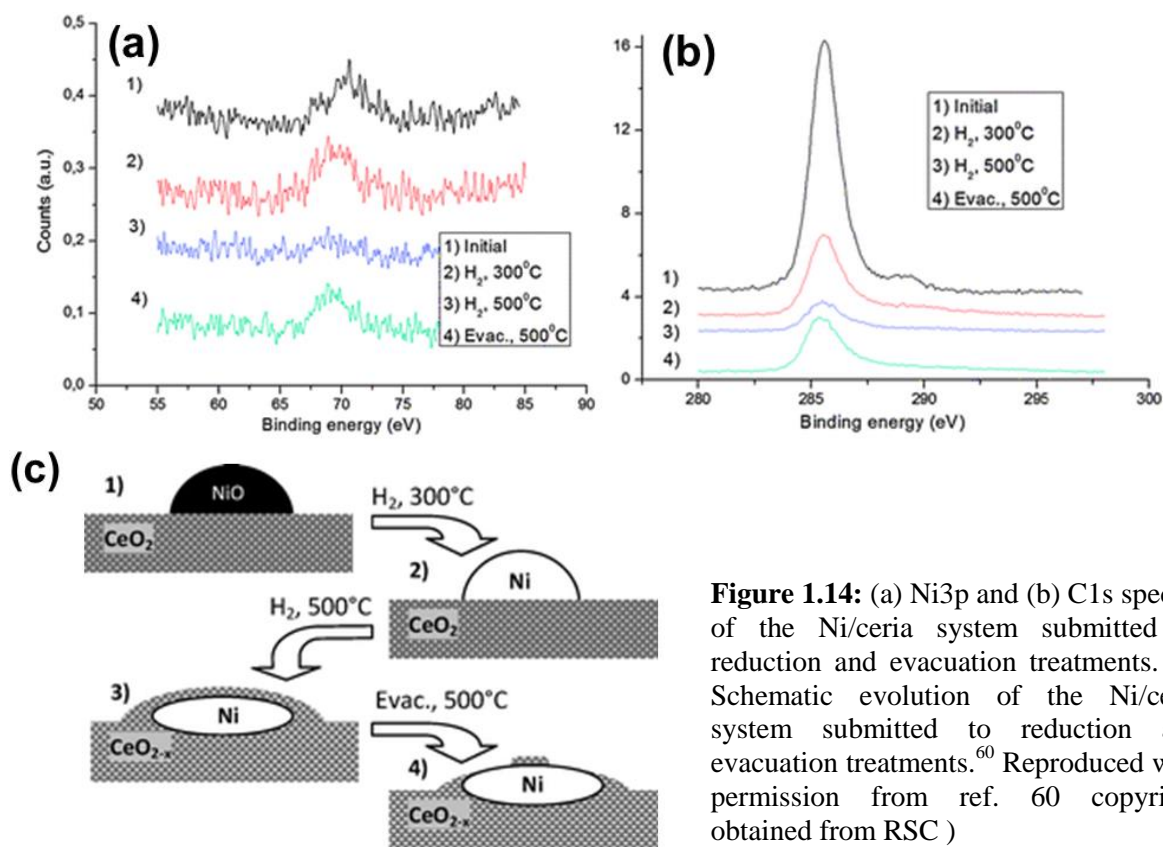 (a)
0,5
0,4
0,3
0,2
0,1
0,0
Counts (a.u.)
1)
2)
3)
4)
1) Initial
2) H₂, 300⁰C
3) H₂, 500⁰C
4) Evac., 500⁰C
50 55 60 65 70 75 80 85 90
Binding energy (eV)
(b)
16
12
8
4
0
1)
2)
3)
4)
1) Initial
2) H₂, 300⁰C
3) H₂, 500⁰C
4) Evac., 500⁰C
280 285 290 295 300
Binding energy (eV)
(c)
1)
NiO
CeO₂
H₂, 300°C
2)
Ni
CeO₂
H₂, 500°C
3)
Ni
CeO₂₋ₓ
Evac., 500°C
4)
Ni
CeO₂₋ₓ
Figure 1.14: (a) Ni3p and (b) C1s spec
of the Ni/ceria system submitted
reduction and evacuation treatments.
Schematic evolution of the Ni/ce
system submitted to reduction
evacuation treatments.⁶⁰ Reproduced w
permission from ref. 60 copyri
obtained from RSC )